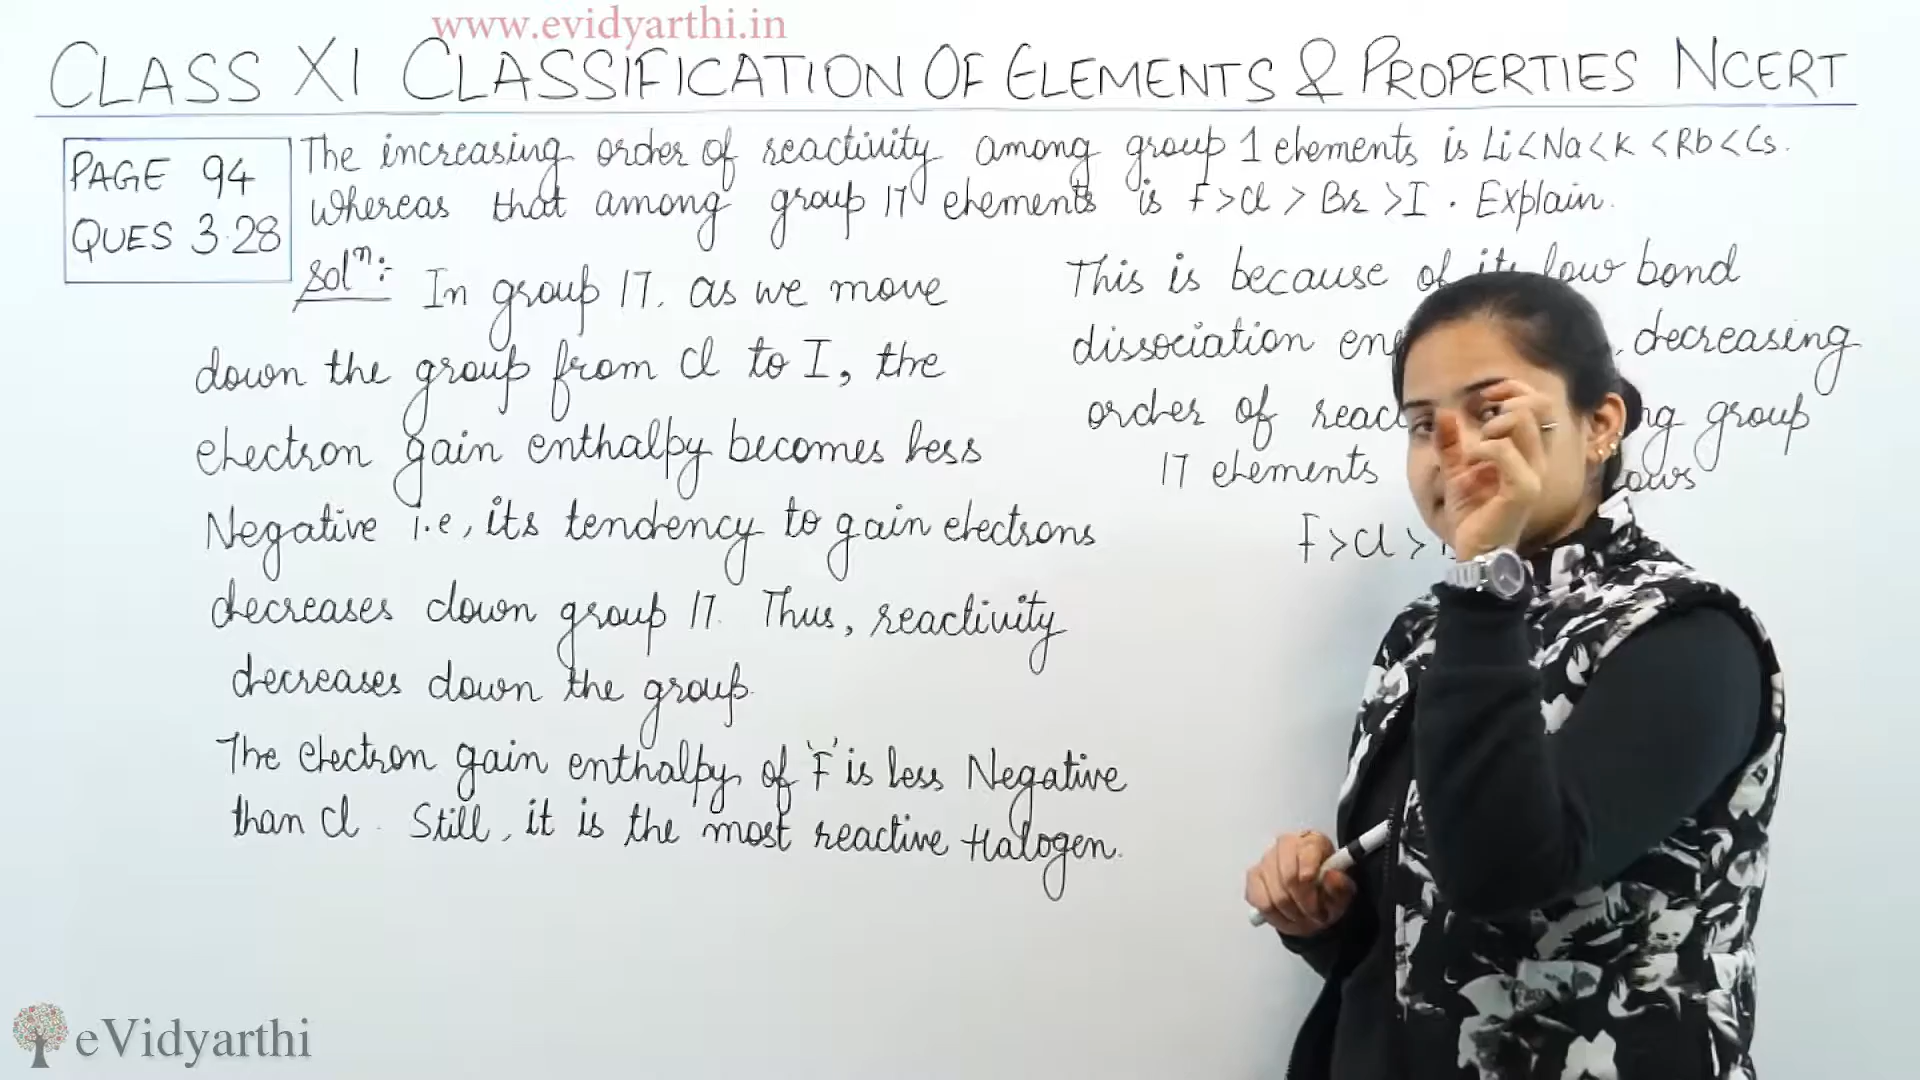 www.evidyarthi.in
CLASS XI CLASSIFICATION OF ELEMENTS & PROPERTIES NCERT
PAGE 94
QUES 3.28
The increasing order of reactivity among group 1 elements is Li<Na<K<Rb<Cs.
whereas that among group 17 elements is F>Cl>Br>I. Explain.
Solⁿ:- In group 17, as we move
down the group from Cl to I, the
electron gain enthalpy becomes less
Negative i.e, its tendency to gain electrons
decreases down group 17. Thus, reactivity
decreases down the group.
The electron gain enthalpy of 'F' is less Negative
than Cl. Still, it is the most reactive Halogen.
This is because of its low bond
dissociation decreasing
order of group
17 elements
F>Cl>
eVidyarthi